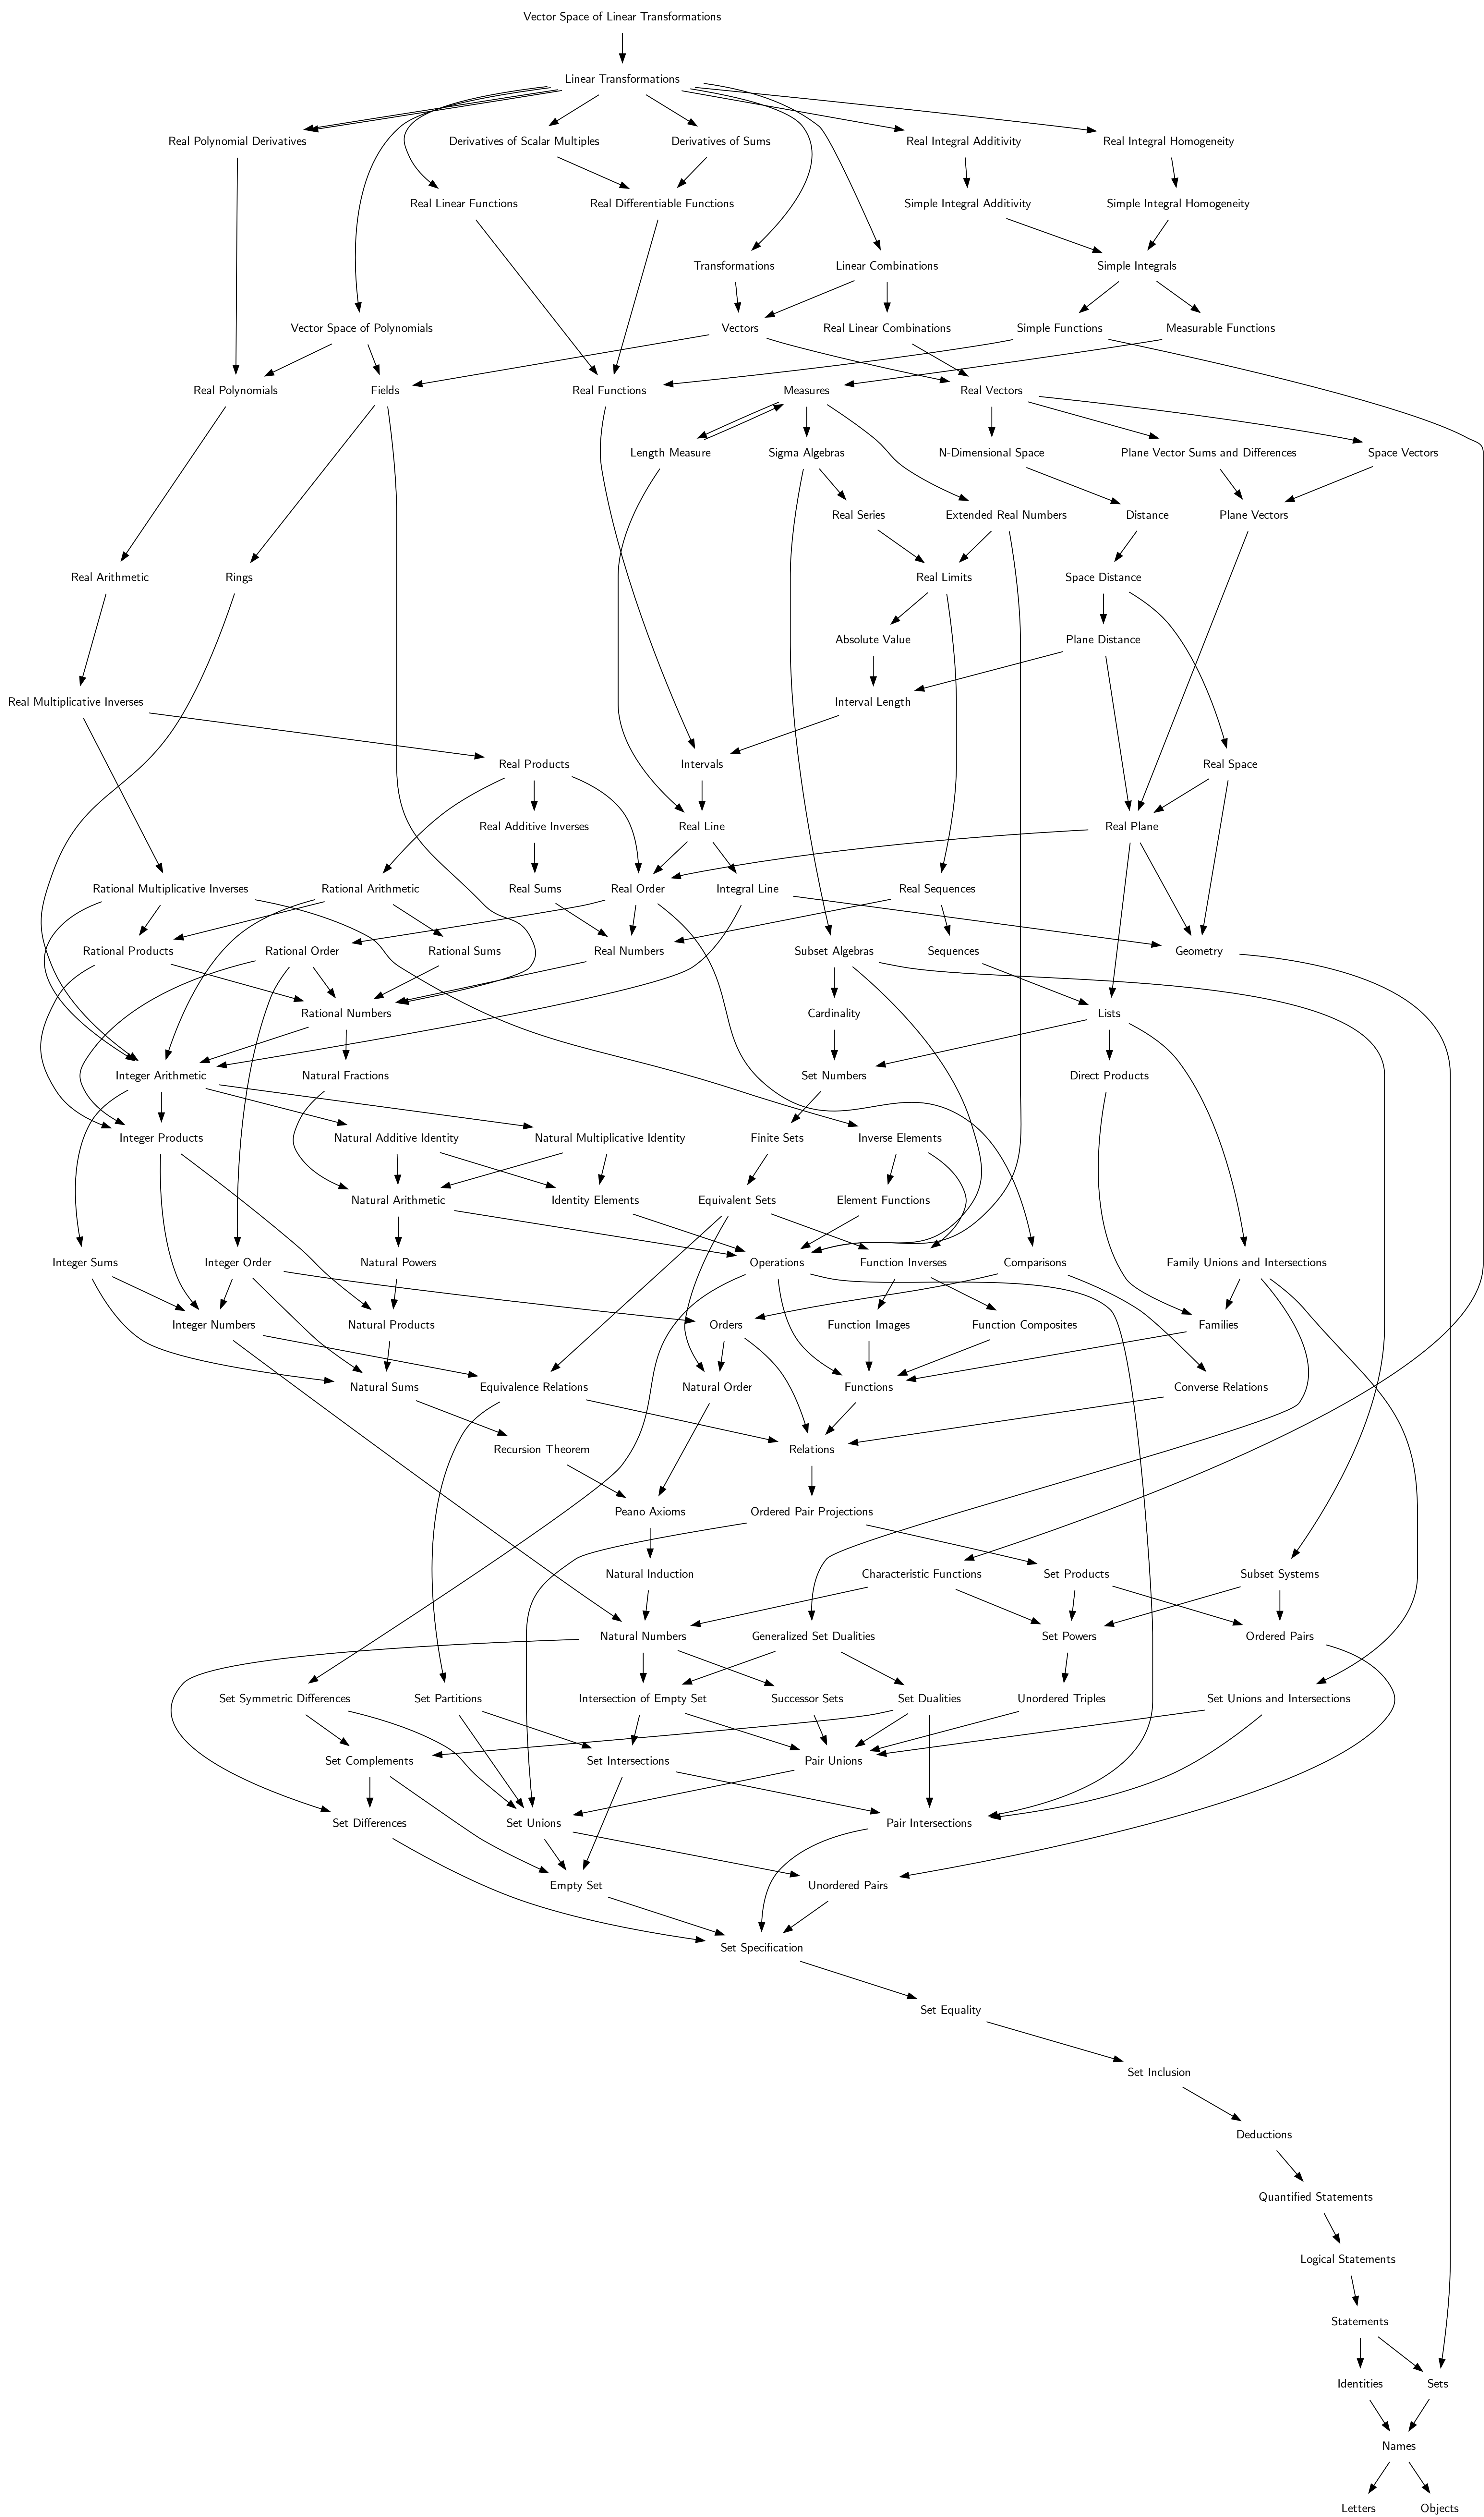 Vector Space of Linear Transformations
Linear Transformations
Real Polynomial Derivatives
Derivatives of Scalar Multiples
Derivatives of Sums
Real Integral Additivity
Real Integral Homogeneity
Real Linear Functions
Real Differentiable Functions
Simple Integral Additivity
Simple Integral Homogeneity
Transformations
Linear Combinations
Simple Integrals
Vector Space of Polynomials
Vectors
Real Linear Combinations
Simple Functions
Measurable Functions
Real Polynomials
Fields
Real Functions
Measures
Real Vectors
Length Measure
Sigma Algebras
N-Dimensional Space
Plane Vector Sums and Differences
Space Vectors
Real Series
Extended Real Numbers
Distance
Plane Vectors
Real Arithmetic
Rings
Real Limits
Space Distance
Absolute Value
Plane Distance
Real Multiplicative Inverses
Interval Length
Real Products
Intervals
Real Space
Real Additive Inverses
Real Line
Real Plane
Rational Multiplicative Inverses
Rational Arithmetic
Real Sums
Real Order
Integral Line
Real Sequences
Rational Products
Rational Order
Rational Sums
Real Numbers
Subset Algebras
Sequences
Geometry
Rational Numbers
Cardinality
Lists
Integer Arithmetic
Natural Fractions
Set Numbers
Direct Products
Integer Products
Natural Additive Identity
Natural Multiplicative Identity
Finite Sets
Inverse Elements
Natural Arithmetic
Identity Elements
Equivalent Sets
Element Functions
Integer Sums
Integer Order
Natural Powers
Operations
Function Inverses
Comparisons
Family Unions and Intersections
Integer Numbers
Natural Products
Orders
Function Images
Function Composites
Families
Natural Sums
Equivalence Relations
Natural Order
Functions
Converse Relations
Recursion Theorem
Relations
Peano Axioms
Ordered Pair Projections
Natural Induction
Characteristic Functions
Set Products
Subset Systems
Natural Numbers
Generalized Set Dualities
Set Powers
Ordered Pairs
Set Symmetric Differences
Set Partitions
Intersection of Empty Set
Successor Sets
Set Dualities
Unordered Triples
Set Unions and Intersections
Set Complements
Set Intersections
Pair Unions
Set Differences
Set Unions
Pair Intersections
Empty Set
Unordered Pairs
Set Specification
Set Equality
Set Inclusion
Deductions
Quantified Statements
Logical Statements
Statements
Identities
Sets
Names
Letters
Objects